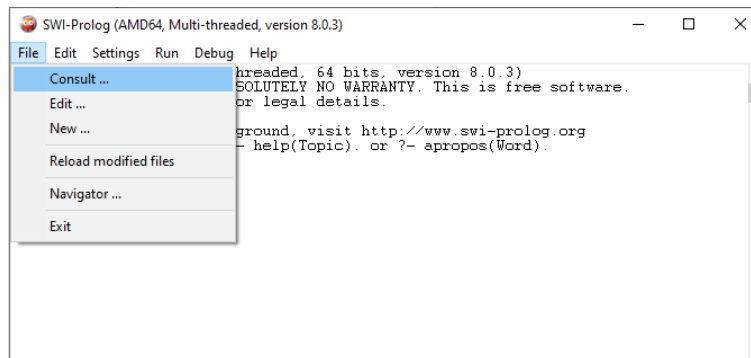 SWI-Prolog (AMD64, Multi-threaded, version 8.0.3)
File Edit Settings Run Debug Help
Consult ...
Edit ...
New ...
Reload modified files
Navigator ...
Exit
hreaded, 64 bits, version 8.0.3)
SOLUTELY NO WARRANTY. This is free software.
or legal details.
ground, visit http://www.swi-prolog.org
- help(Topic). or ?- apropos(Word).